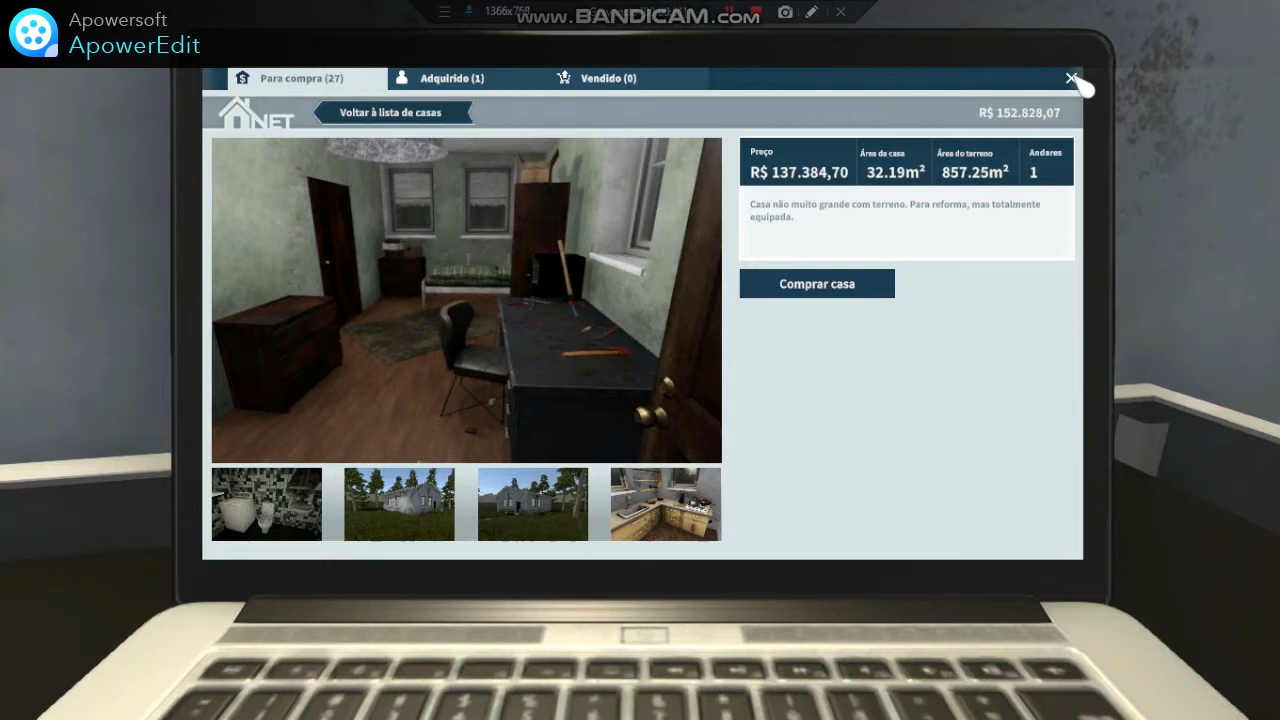 Apowersoft
ApowerEdit
1366x768
www.BANDICAM.com
Para compra (27)
Adquirido (1)
Vendido (0)
NET
Voltar à lista de casas
R$ 152.828,07
Preço
Área da casa
Área do terreno
Andares
R$ 137.384,70
32.19m²
857.25m²
1
Casa não muito grande com terreno. Para reforma, mas totalmente
equipada.
Comprar casa